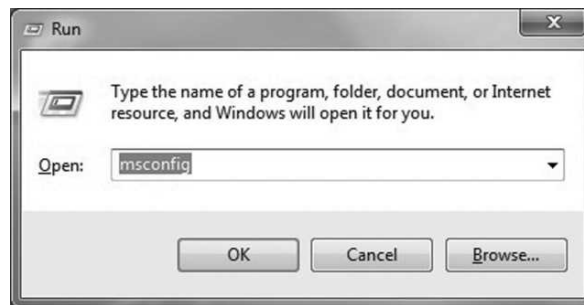 Run
Type the name of a program, folder, document, or Internet
resource, and Windows will open it for you.
Open:
msconfig
OK
Cancel
Browse...